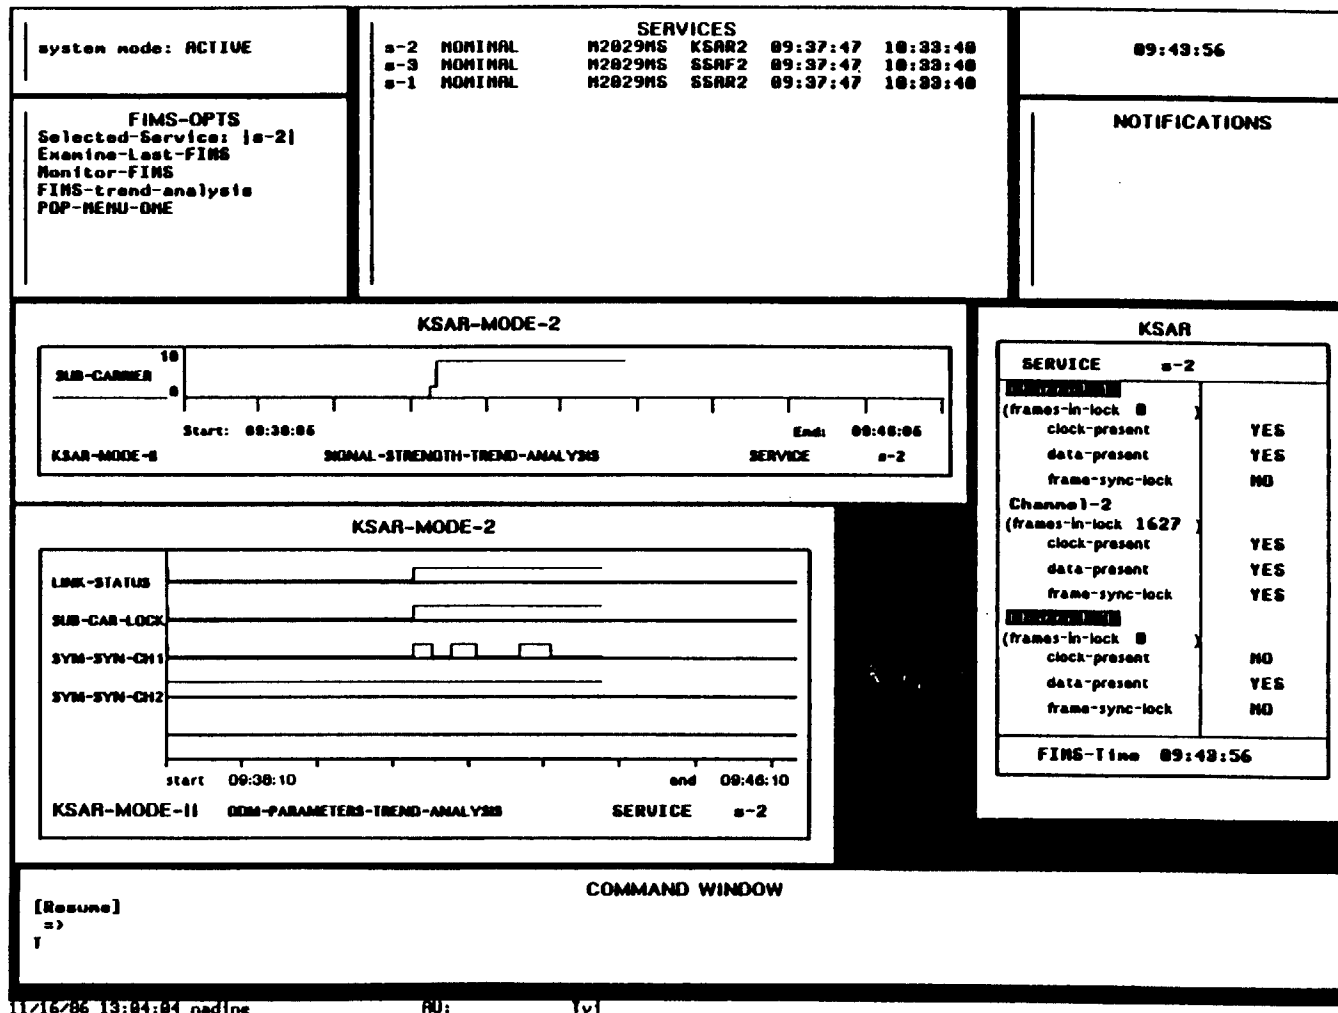 system mode: ACTIVE
SERVICES
s-2 NOMINAL M2029MS KSAR2 09:37:47 10:33:40
s-3 NOMINAL M2029MS SSAF2 09:37:47 10:33:40
s-1 NOMINAL M2029MS SSAR2 09:37:47 10:33:40
09:43:56
FIMS-OPTS
Selected-Service: |s-2|
Examine-Last-FIMS
Monitor-FIMS
FIMS-trend-analysis
POP-MENU-ONE
NOTIFICATIONS
KSAR-MODE-2
10
SUB-CARRIER
0
Start: 09:38:06 End: 09:46:06
KSAR-MODE-II SIGNAL-STRENGTH-TREND-ANALYSIS SERVICE s-2
KSAR-MODE-2
LINK-STATUS
SUB-CAR-LOCK
SYM-SYN-CH1
SYM-SYN-CH2
start 09:38:10 end 09:46:10
KSAR-MODE-II ODM-PARAMETERS-TREND-ANALYSIS SERVICE s-2
KSAR
SERVICE s-2
(frames-in-lock 0 )
clock-present YES
data-present YES
frame-sync-lock NO
Channel-2
(frames-in-lock 1627 )
clock-present YES
data-present YES
frame-sync-lock YES
(frames-in-lock 0 )
clock-present NO
data-present YES
frame-sync-lock NO
FIMS-Time 09:43:56
COMMAND WINDOW
[Resume]
=>
T
11/16/86 13:04:04 nadine AU: Tyi